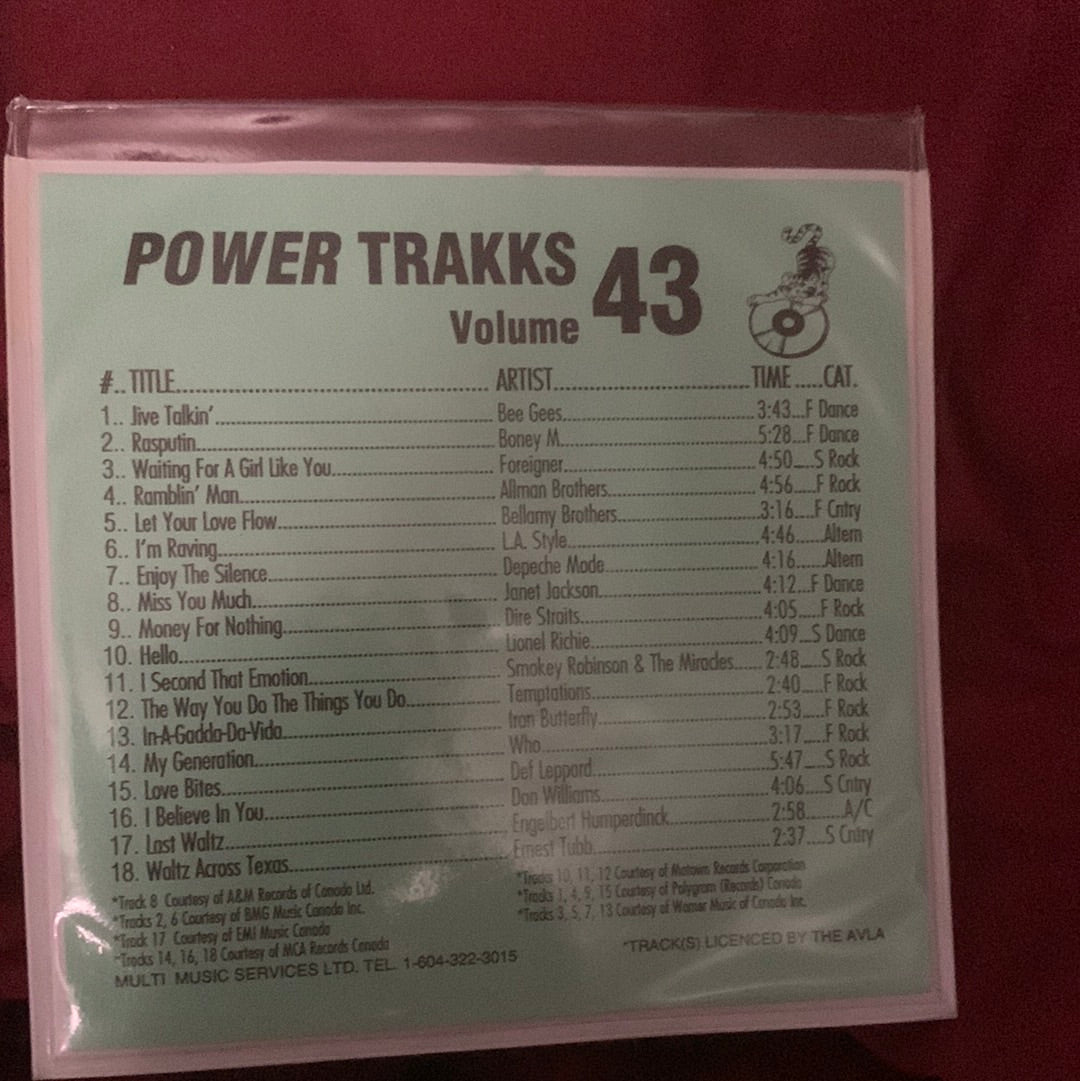 POWER TRAKKS
Volume 43
#.. TITLE.......... ARTIST.......... TIME .....CAT.
1.. Jive Talkin'.......... Bee Gees.......... 3:43...F Dance
2.. Rasputin.......... Boney M.......... 5:28...F Dance
3.. Waiting For A Girl Like You.......... Foreigner.......... 4:50.....S Rock
4.. Ramblin' Man.......... Allman Brothers.......... 4:56.....F Rock
5.. Let Your Love Flow.......... Bellamy Brothers.......... 3:16....F Cntry
6.. I'm Raving.......... L.A. Style.......... 4:46......Altern
7.. Enjoy The Silence.......... Depeche Mode.......... 4:16......Altern
8.. Miss You Much.......... Janet Jackson.......... 4:12...F Dance
9.. Money For Nothing.......... Dire Straits.......... 4:05.....F Rock
10. Hello.......... Lionel Richie.......... 4:09...S Dance
11. I Second That Emotion.......... Smokey Robinson & The Miracles...... 2:48.....S Rock
12. The Way You Do The Things You Do.......... Temptations.......... 2:40.....F Rock
13. In-A-Gadda-Da-Vida.......... Iron Butterfly.......... 2:53.....F Rock
14. My Generation.......... Who.......... 3:17.....F Rock
15. Love Bites.......... Def Leppard.......... 5:47.....S Rock
16. I Believe In You.......... Don Williams.......... 4:06....S Cntry
17. Last Waltz.......... Engelbert Humperdinck.......... 2:58........A/C
18. Waltz Across Texas.......... Ernest Tubb.......... 2:37....S Cntry
*Track 8 Courtesy of A&M Records of Canada Ltd.
*Tracks 2, 6 Courtesy of BMG Music Canada Inc.
*Track 17 Courtesy of EMI Music Canada
*Tracks 14, 16, 18 Courtesy of MCA Records Canada
*Tracks 10, 11, 12 Courtesy of Motown Records Corporation
*Tracks 1, 4, 9, 15 Courtesy of Polygram (Records) Canada
*Tracks 3, 5, 7, 13 Courtesy of Warner Music of Canada Inc.
MULTI MUSIC SERVICES LTD. TEL. 1-604-322-3015
*TRACK(S) LICENCED BY THE AVLA